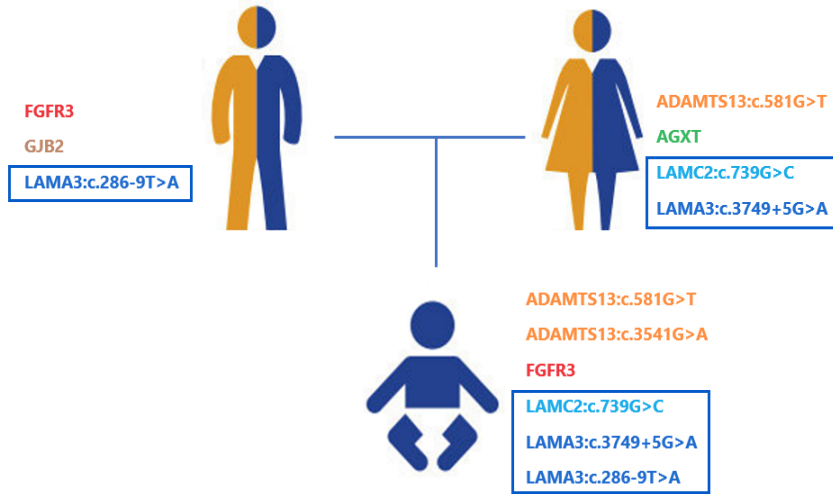 FGFR3
GJB2
LAMA3:c.286-9T>A
ADAMTS13:c.581G>T
AGXT
LAMC2:c.739G>C
LAMA3:c.3749+5G>A
ADAMTS13:c.581G>T
ADAMTS13:c.3541G>A
FGFR3
LAMC2:c.739G>C
LAMA3:c.3749+5G>A
LAMA3:c.286-9T>A